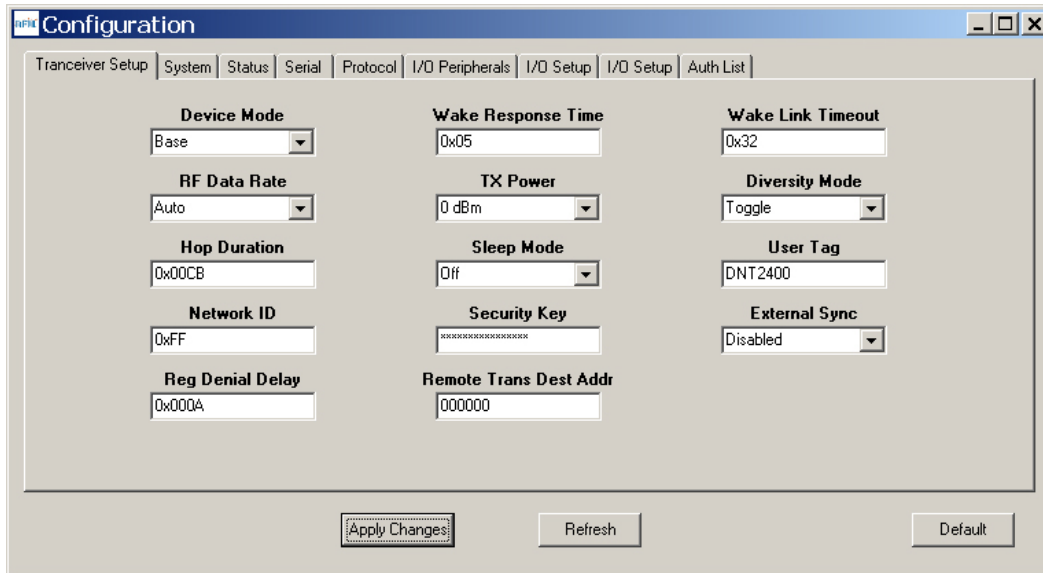 RFM Configuration
Tranceiver Setup System Status Serial Protocol I/O Peripherals I/O Setup I/O Setup Auth List
Device Mode Wake Response Time Wake Link Timeout
Base 0x05 0x32
RF Data Rate TX Power Diversity Mode
Auto 0 dBm Toggle
Hop Duration Sleep Mode User Tag
0x00CB Off DNT2400
Network ID Security Key External Sync
0xFF **************** Disabled
Reg Denial Delay Remote Trans Dest Addr
0x000A 000000
Apply Changes Refresh Default